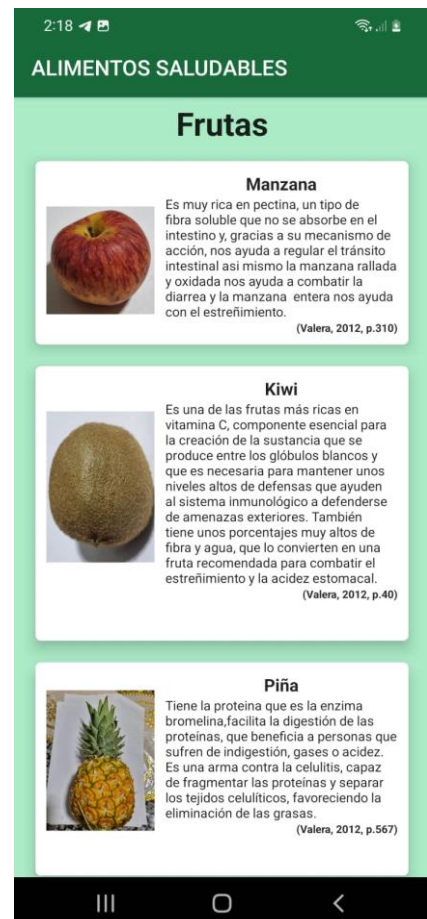 2:18
ALIMENTOS SALUDABLES
Frutas
Manzana
Es muy rica en pectina, un tipo de
fibra soluble que no se absorbe en el
intestino y, gracias a su mecanismo de
acción, nos ayuda a regular el tránsito
intestinal asi mismo la manzana rallada
y oxidada nos ayuda a combatir la
diarrea y la manzana  entera nos ayuda
con el estreñimiento.
(Valera, 2012, p.310)
Kiwi
Es una de las frutas más ricas en
vitamina C, componente esencial para
la creación de la sustancia que se
produce entre los glóbulos blancos y
que es necesaria para mantener unos
niveles altos de defensas que ayuden
al sistema inmunológico a defenderse
de amenazas exteriores. También
tiene unos porcentajes muy altos de
fibra y agua, que lo convierten en una
fruta recomendada para combatir el
estreñimiento y la acidez estomacal.
(Valera, 2012, p.40)
Piña
Tiene la proteina que es la enzima
bromelina,facilita la digestión de las
proteínas, que beneficia a personas que
sufren de indigestión, gases o acidez.
Es una arma contra la celulitis, capaz
de fragmentar las proteínas y separar
los tejidos celulíticos, favoreciendo la
eliminación de las grasas.
(Valera, 2012, p.567)